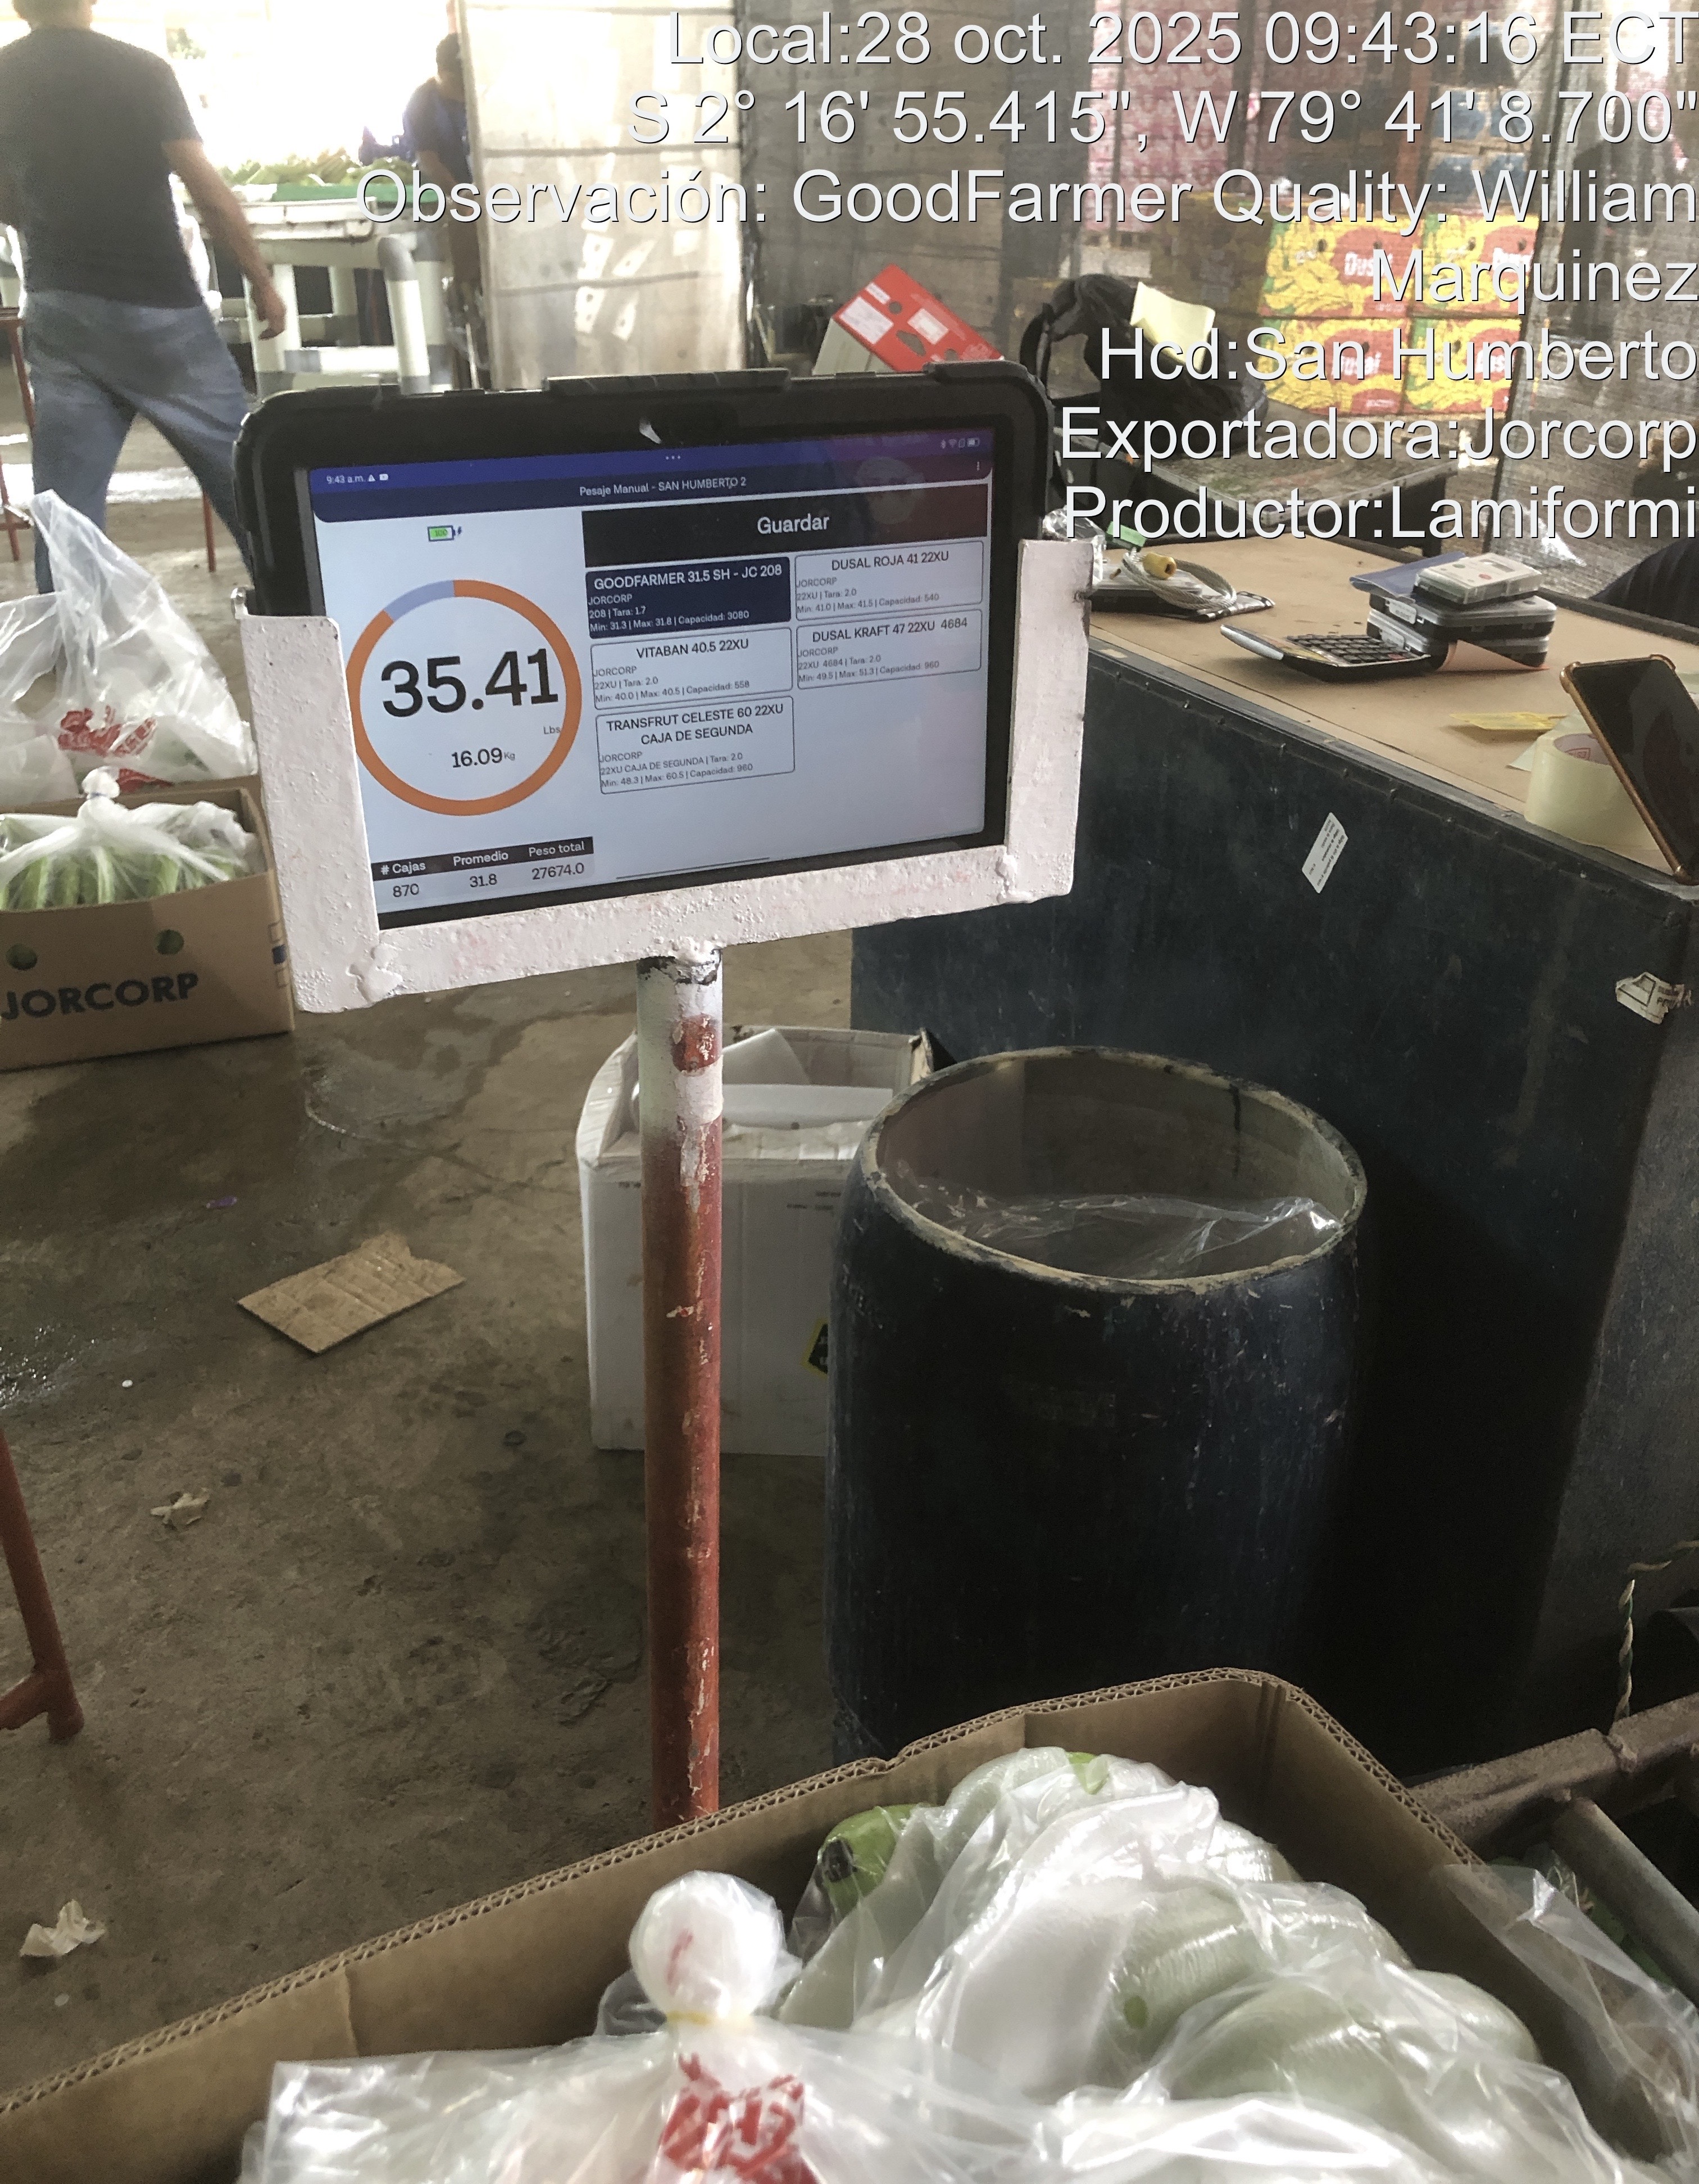 Local:28 oct. 2025 09:43:16 ECT
S 2° 16' 55.415", W 79° 41' 8.700"
Observación: GoodFarmer Quality: William
Marquinez
Hcd:San Humberto
Exportadora:Jorcorp
Productor:Lamiformi
9:43 a.m.
Pesaje Manual - SAN HUMBERTO 2
100
Guardar
GOODFARMER 31.5 SH - JC 208
JORCORP
208 | Tara: 1.7
Min: 31.3 | Max: 31.8 | Capacidad: 3080
DUSAL ROJA 41 22XU
JORCORP
22XU | Tara: 2.0
Min: 41.0 | Max: 41.5 | Capacidad: 540
VITABAN 40.5 22XU
JORCORP
22XU | Tara: 2.0
Min: 40.0 | Max: 40.5 | Capacidad: 558
DUSAL KRAFT 47 22XU 4684
JORCORP
22XU 4684 | Tara: 2.0
Min: 49.5 | Max: 51.3 | Capacidad: 960
TRANSFRUT CELESTE 60 22XU
CAJA DE SEGUNDA
JORCORP
22XU CAJA DE SEGUNDA | Tara: 2.0
Min: 48.3 | Max: 60.5 | Capacidad: 960
35.41
Lbs
16.09 Kg
# Cajas Promedio Peso total
870 31.8 27674.0
JORCORP